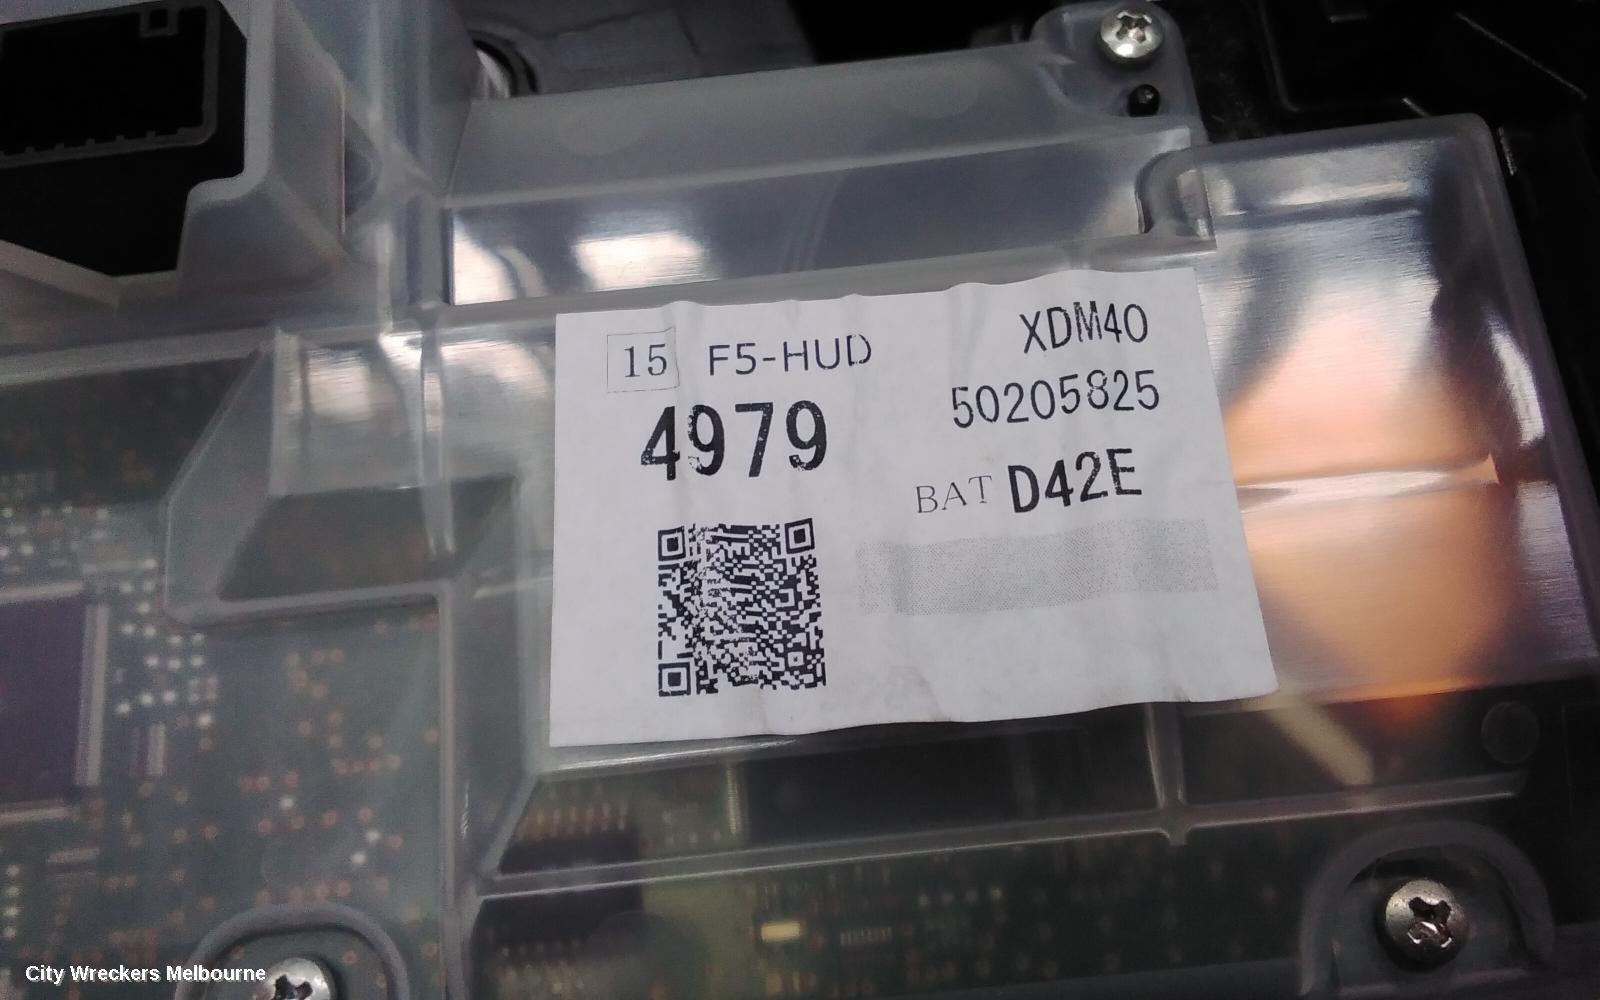 15 F5-HUD
4979
XDM40
50205825
BAT D42E
City Wreckers Melbourne